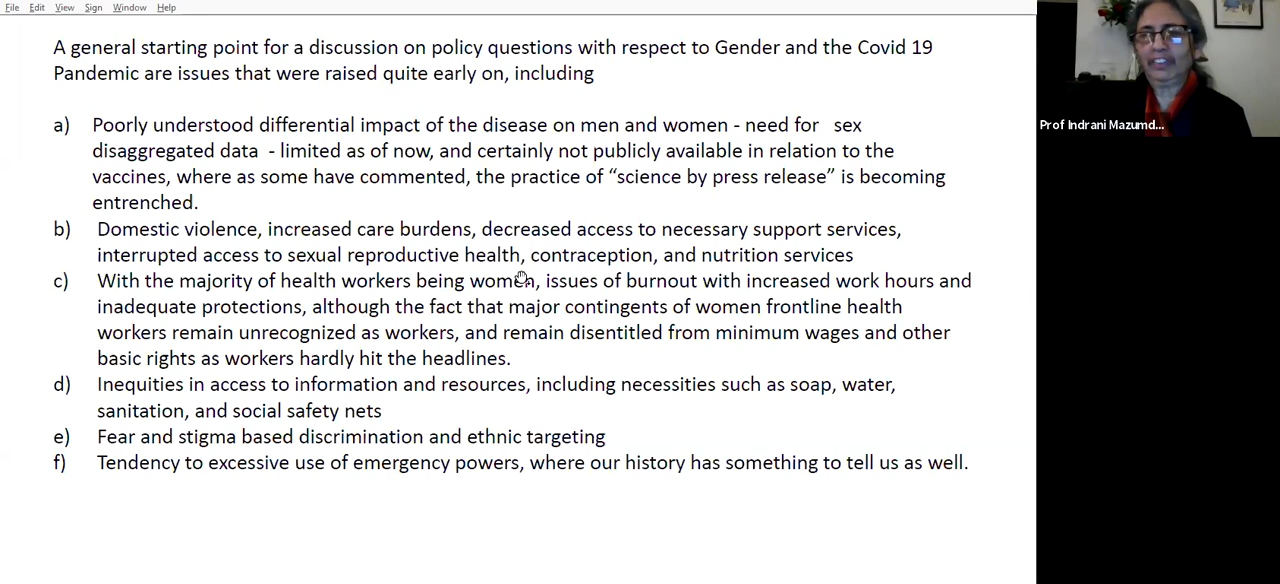 File Edit View Sign Window Help
A general starting point for a discussion on policy questions with respect to Gender and the Covid 19
Pandemic are issues that were raised quite early on, including
a) Poorly understood differential impact of the disease on men and women - need for sex
disaggregated data - limited as of now, and certainly not publicly available in relation to the
vaccines, where as some have commented, the practice of “science by press release” is becoming
entrenched.
b) Domestic violence, increased care burdens, decreased access to necessary support services,
interrupted access to sexual reproductive health, contraception, and nutrition services
c) With the majority of health workers being women, issues of burnout with increased work hours and
inadequate protections, although the fact that major contingents of women frontline health
workers remain unrecognized as workers, and remain disentitled from minimum wages and other
basic rights as workers hardly hit the headlines.
d) Inequities in access to information and resources, including necessities such as soap, water,
sanitation, and social safety nets
e) Fear and stigma based discrimination and ethnic targeting
f) Tendency to excessive use of emergency powers, where our history has something to tell us as well.
Prof Indrani Mazumd...